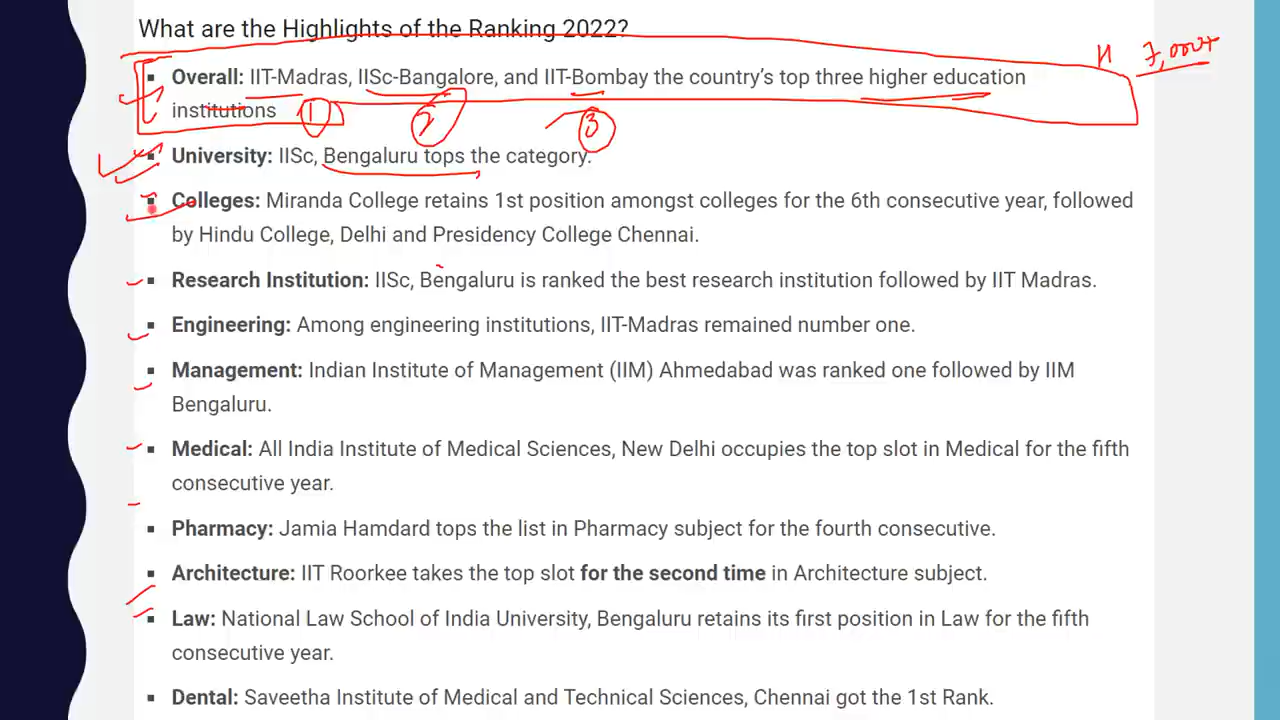 What are the Highlights of the Ranking 2022?
▪ Overall: IIT-Madras, IISc-Bangalore, and IIT-Bombay the country's top three higher education
institutions
1 2 3
▪ University: IISc, Bengaluru tops the category.
▪ Colleges: Miranda College retains 1st position amongst colleges for the 6th consecutive year, followed
by Hindu College, Delhi and Presidency College Chennai.
▪ Research Institution: IISc, Bengaluru is ranked the best research institution followed by IIT Madras.
▪ Engineering: Among engineering institutions, IIT-Madras remained number one.
▪ Management: Indian Institute of Management (IIM) Ahmedabad was ranked one followed by IIM
Bengaluru.
▪ Medical: All India Institute of Medical Sciences, New Delhi occupies the top slot in Medical for the fifth
consecutive year.
▪ Pharmacy: Jamia Hamdard tops the list in Pharmacy subject for the fourth consecutive.
▪ Architecture: IIT Roorkee takes the top slot for the second time in Architecture subject.
▪ Law: National Law School of India University, Bengaluru retains its first position in Law for the fifth
consecutive year.
▪ Dental: Saveetha Institute of Medical and Technical Sciences, Chennai got the 1st Rank.